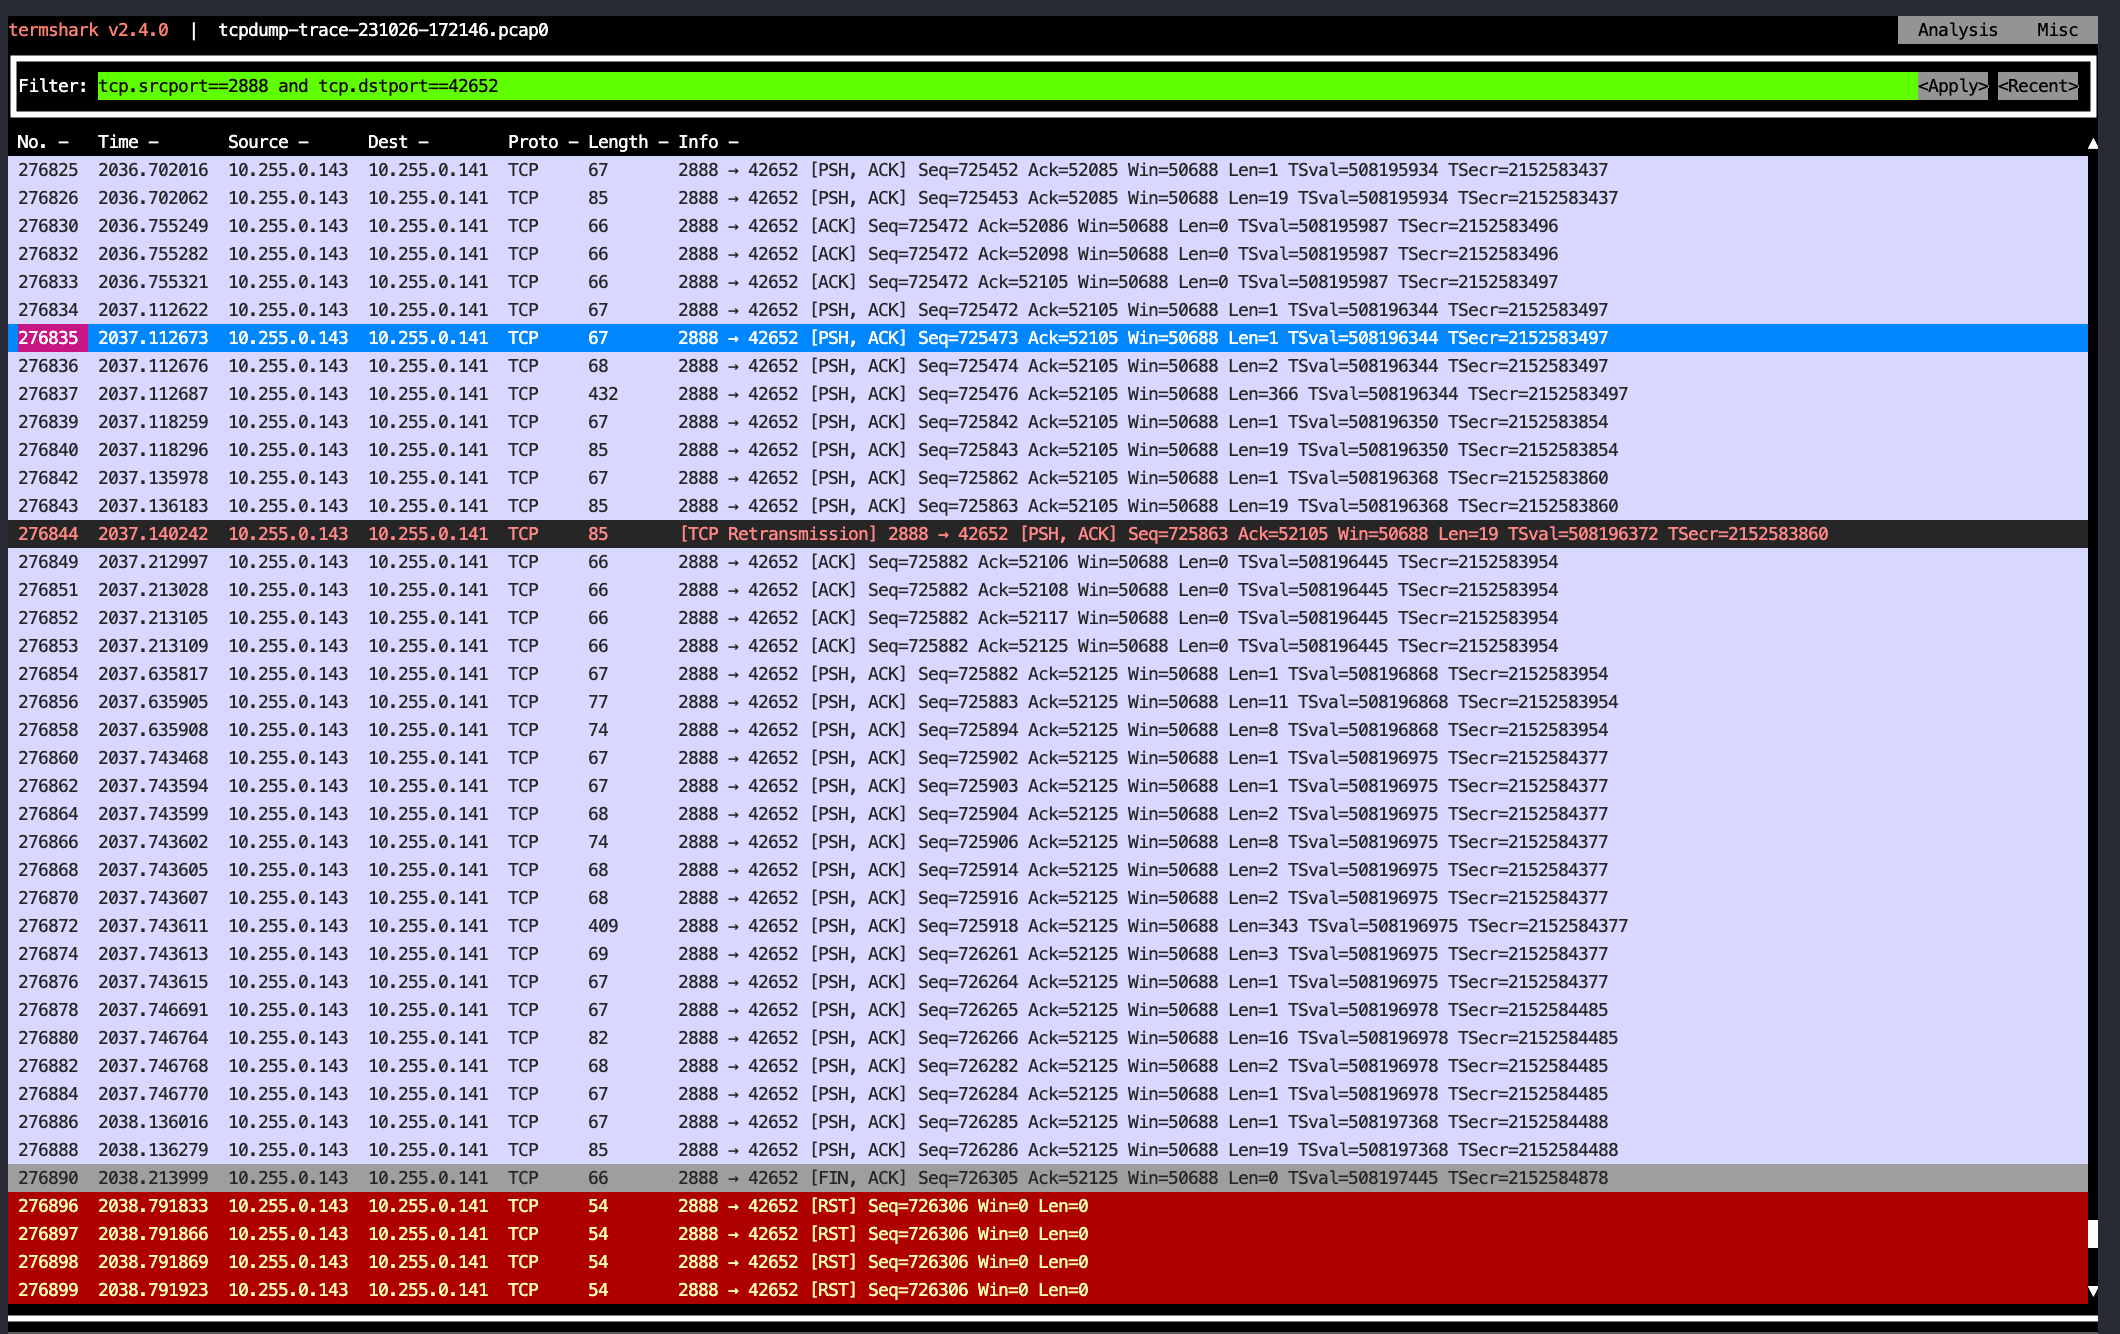 termshark v2.4.0 | tcpdump-trace-231026-172146.pcap0 Analysis Misc
Filter: tcp.srcport==2888 and tcp.dstport==42652 <Apply> <Recent>
No. – Time – Source – Dest – Proto – Length – Info –
276825 2036.702016 10.255.0.143 10.255.0.141 TCP 67 2888 → 42652 [PSH, ACK] Seq=725452 Ack=52085 Win=50688 Len=1 TSval=508195934 TSecr=2152583437
276826 2036.702062 10.255.0.143 10.255.0.141 TCP 85 2888 → 42652 [PSH, ACK] Seq=725453 Ack=52085 Win=50688 Len=19 TSval=508195934 TSecr=2152583437
276830 2036.755249 10.255.0.143 10.255.0.141 TCP 66 2888 → 42652 [ACK] Seq=725472 Ack=52086 Win=50688 Len=0 TSval=508195987 TSecr=2152583496
276832 2036.755282 10.255.0.143 10.255.0.141 TCP 66 2888 → 42652 [ACK] Seq=725472 Ack=52098 Win=50688 Len=0 TSval=508195987 TSecr=2152583496
276833 2036.755321 10.255.0.143 10.255.0.141 TCP 66 2888 → 42652 [ACK] Seq=725472 Ack=52105 Win=50688 Len=0 TSval=508195987 TSecr=2152583497
276834 2037.112622 10.255.0.143 10.255.0.141 TCP 67 2888 → 42652 [PSH, ACK] Seq=725472 Ack=52105 Win=50688 Len=1 TSval=508196344 TSecr=2152583497
276835 2037.112673 10.255.0.143 10.255.0.141 TCP 67 2888 → 42652 [PSH, ACK] Seq=725473 Ack=52105 Win=50688 Len=1 TSval=508196344 TSecr=2152583497
276836 2037.112676 10.255.0.143 10.255.0.141 TCP 68 2888 → 42652 [PSH, ACK] Seq=725474 Ack=52105 Win=50688 Len=2 TSval=508196344 TSecr=2152583497
276837 2037.112687 10.255.0.143 10.255.0.141 TCP 432 2888 → 42652 [PSH, ACK] Seq=725476 Ack=52105 Win=50688 Len=366 TSval=508196344 TSecr=2152583497
276839 2037.118259 10.255.0.143 10.255.0.141 TCP 67 2888 → 42652 [PSH, ACK] Seq=725842 Ack=52105 Win=50688 Len=1 TSval=508196350 TSecr=2152583854
276840 2037.118296 10.255.0.143 10.255.0.141 TCP 85 2888 → 42652 [PSH, ACK] Seq=725843 Ack=52105 Win=50688 Len=19 TSval=508196350 TSecr=2152583854
276842 2037.135978 10.255.0.143 10.255.0.141 TCP 67 2888 → 42652 [PSH, ACK] Seq=725862 Ack=52105 Win=50688 Len=1 TSval=508196368 TSecr=2152583860
276843 2037.136183 10.255.0.143 10.255.0.141 TCP 85 2888 → 42652 [PSH, ACK] Seq=725863 Ack=52105 Win=50688 Len=19 TSval=508196368 TSecr=2152583860
276844 2037.140242 10.255.0.143 10.255.0.141 TCP 85 [TCP Retransmission] 2888 → 42652 [PSH, ACK] Seq=725863 Ack=52105 Win=50688 Len=19 TSval=508196372 TSecr=2152583860
276849 2037.212997 10.255.0.143 10.255.0.141 TCP 66 2888 → 42652 [ACK] Seq=725882 Ack=52106 Win=50688 Len=0 TSval=508196445 TSecr=2152583954
276851 2037.213028 10.255.0.143 10.255.0.141 TCP 66 2888 → 42652 [ACK] Seq=725882 Ack=52108 Win=50688 Len=0 TSval=508196445 TSecr=2152583954
276852 2037.213105 10.255.0.143 10.255.0.141 TCP 66 2888 → 42652 [ACK] Seq=725882 Ack=52117 Win=50688 Len=0 TSval=508196445 TSecr=2152583954
276853 2037.213109 10.255.0.143 10.255.0.141 TCP 66 2888 → 42652 [ACK] Seq=725882 Ack=52125 Win=50688 Len=0 TSval=508196445 TSecr=2152583954
276854 2037.635817 10.255.0.143 10.255.0.141 TCP 67 2888 → 42652 [PSH, ACK] Seq=725882 Ack=52125 Win=50688 Len=1 TSval=508196868 TSecr=2152583954
276856 2037.635905 10.255.0.143 10.255.0.141 TCP 77 2888 → 42652 [PSH, ACK] Seq=725883 Ack=52125 Win=50688 Len=11 TSval=508196868 TSecr=2152583954
276858 2037.635908 10.255.0.143 10.255.0.141 TCP 74 2888 → 42652 [PSH, ACK] Seq=725894 Ack=52125 Win=50688 Len=8 TSval=508196868 TSecr=2152583954
276860 2037.743468 10.255.0.143 10.255.0.141 TCP 67 2888 → 42652 [PSH, ACK] Seq=725902 Ack=52125 Win=50688 Len=1 TSval=508196975 TSecr=2152584377
276862 2037.743594 10.255.0.143 10.255.0.141 TCP 67 2888 → 42652 [PSH, ACK] Seq=725903 Ack=52125 Win=50688 Len=1 TSval=508196975 TSecr=2152584377
276864 2037.743599 10.255.0.143 10.255.0.141 TCP 68 2888 → 42652 [PSH, ACK] Seq=725904 Ack=52125 Win=50688 Len=2 TSval=508196975 TSecr=2152584377
276866 2037.743602 10.255.0.143 10.255.0.141 TCP 74 2888 → 42652 [PSH, ACK] Seq=725906 Ack=52125 Win=50688 Len=8 TSval=508196975 TSecr=2152584377
276868 2037.743605 10.255.0.143 10.255.0.141 TCP 68 2888 → 42652 [PSH, ACK] Seq=725914 Ack=52125 Win=50688 Len=2 TSval=508196975 TSecr=2152584377
276870 2037.743607 10.255.0.143 10.255.0.141 TCP 68 2888 → 42652 [PSH, ACK] Seq=725916 Ack=52125 Win=50688 Len=2 TSval=508196975 TSecr=2152584377
276872 2037.743611 10.255.0.143 10.255.0.141 TCP 409 2888 → 42652 [PSH, ACK] Seq=725918 Ack=52125 Win=50688 Len=343 TSval=508196975 TSecr=2152584377
276874 2037.743613 10.255.0.143 10.255.0.141 TCP 69 2888 → 42652 [PSH, ACK] Seq=726261 Ack=52125 Win=50688 Len=3 TSval=508196975 TSecr=2152584377
276876 2037.743615 10.255.0.143 10.255.0.141 TCP 67 2888 → 42652 [PSH, ACK] Seq=726264 Ack=52125 Win=50688 Len=1 TSval=508196975 TSecr=2152584377
276878 2037.746691 10.255.0.143 10.255.0.141 TCP 67 2888 → 42652 [PSH, ACK] Seq=726265 Ack=52125 Win=50688 Len=1 TSval=508196978 TSecr=2152584485
276880 2037.746764 10.255.0.143 10.255.0.141 TCP 82 2888 → 42652 [PSH, ACK] Seq=726266 Ack=52125 Win=50688 Len=16 TSval=508196978 TSecr=2152584485
276882 2037.746768 10.255.0.143 10.255.0.141 TCP 68 2888 → 42652 [PSH, ACK] Seq=726282 Ack=52125 Win=50688 Len=2 TSval=508196978 TSecr=2152584485
276884 2037.746770 10.255.0.143 10.255.0.141 TCP 67 2888 → 42652 [PSH, ACK] Seq=726284 Ack=52125 Win=50688 Len=1 TSval=508196978 TSecr=2152584485
276886 2038.136016 10.255.0.143 10.255.0.141 TCP 67 2888 → 42652 [PSH, ACK] Seq=726285 Ack=52125 Win=50688 Len=1 TSval=508197368 TSecr=2152584488
276888 2038.136279 10.255.0.143 10.255.0.141 TCP 85 2888 → 42652 [PSH, ACK] Seq=726286 Ack=52125 Win=50688 Len=19 TSval=508197368 TSecr=2152584488
276890 2038.213999 10.255.0.143 10.255.0.141 TCP 66 2888 → 42652 [FIN, ACK] Seq=726305 Ack=52125 Win=50688 Len=0 TSval=508197445 TSecr=2152584878
276896 2038.791833 10.255.0.143 10.255.0.141 TCP 54 2888 → 42652 [RST] Seq=726306 Win=0 Len=0
276897 2038.791866 10.255.0.143 10.255.0.141 TCP 54 2888 → 42652 [RST] Seq=726306 Win=0 Len=0
276898 2038.791869 10.255.0.143 10.255.0.141 TCP 54 2888 → 42652 [RST] Seq=726306 Win=0 Len=0
276899 2038.791923 10.255.0.143 10.255.0.141 TCP 54 2888 → 42652 [RST] Seq=726306 Win=0 Len=0